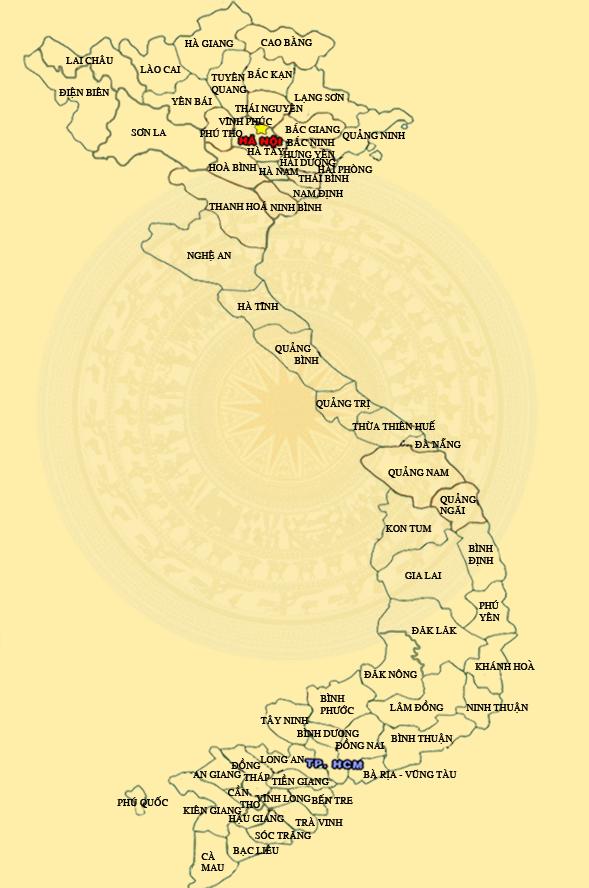 HÀ GIANG
CAO BẰNG
LAI CHÂU
LÀO CAI
TUYÊN
QUANG
BẮC KẠN
ĐIỆN BIÊN
YÊN BÁI
LẠNG SƠN
THÁI NGUYÊN
VĨNH PHÚC
SƠN LA
PHÚ THỌ
BẮC GIANG
QUẢNG NINH
HÀ NỘI
BẮC NINH
HÀ TÂY
HƯNG YÊN
HẢI DƯƠNG
HOÀ BÌNH
HÀ NAM
HẢI PHÒNG
THÁI BÌNH
NAM ĐỊNH
THANH HOÁ
NINH BÌNH
NGHỆ AN
HÀ TĨNH
QUẢNG
BÌNH
QUẢNG TRỊ
THỪA THIÊN HUẾ
ĐÀ NẴNG
QUẢNG NAM
QUẢNG
NGÃI
KON TUM
BÌNH
ĐỊNH
GIA LAI
PHÚ
YÊN
ĐĂK LĂK
KHÁNH HOÀ
ĐĂK NÔNG
BÌNH
PHƯỚC
LÂM ĐỒNG
NINH THUẬN
TÂY NINH
BÌNH DƯƠNG
ĐỒNG NAI
BÌNH THUẬN
LONG AN
TP. HCM
ĐỒNG
THÁP
AN GIANG
TIỀN GIANG
BÀ RỊA - VŨNG TÀU
PHÚ QUỐC
CẦN
THƠ
VĨNH LONG
BẾN TRE
KIÊN GIANG
HẬU GIANG
TRÀ VINH
SÓC TRĂNG
BẠC LIÊU
CÀ
MAU